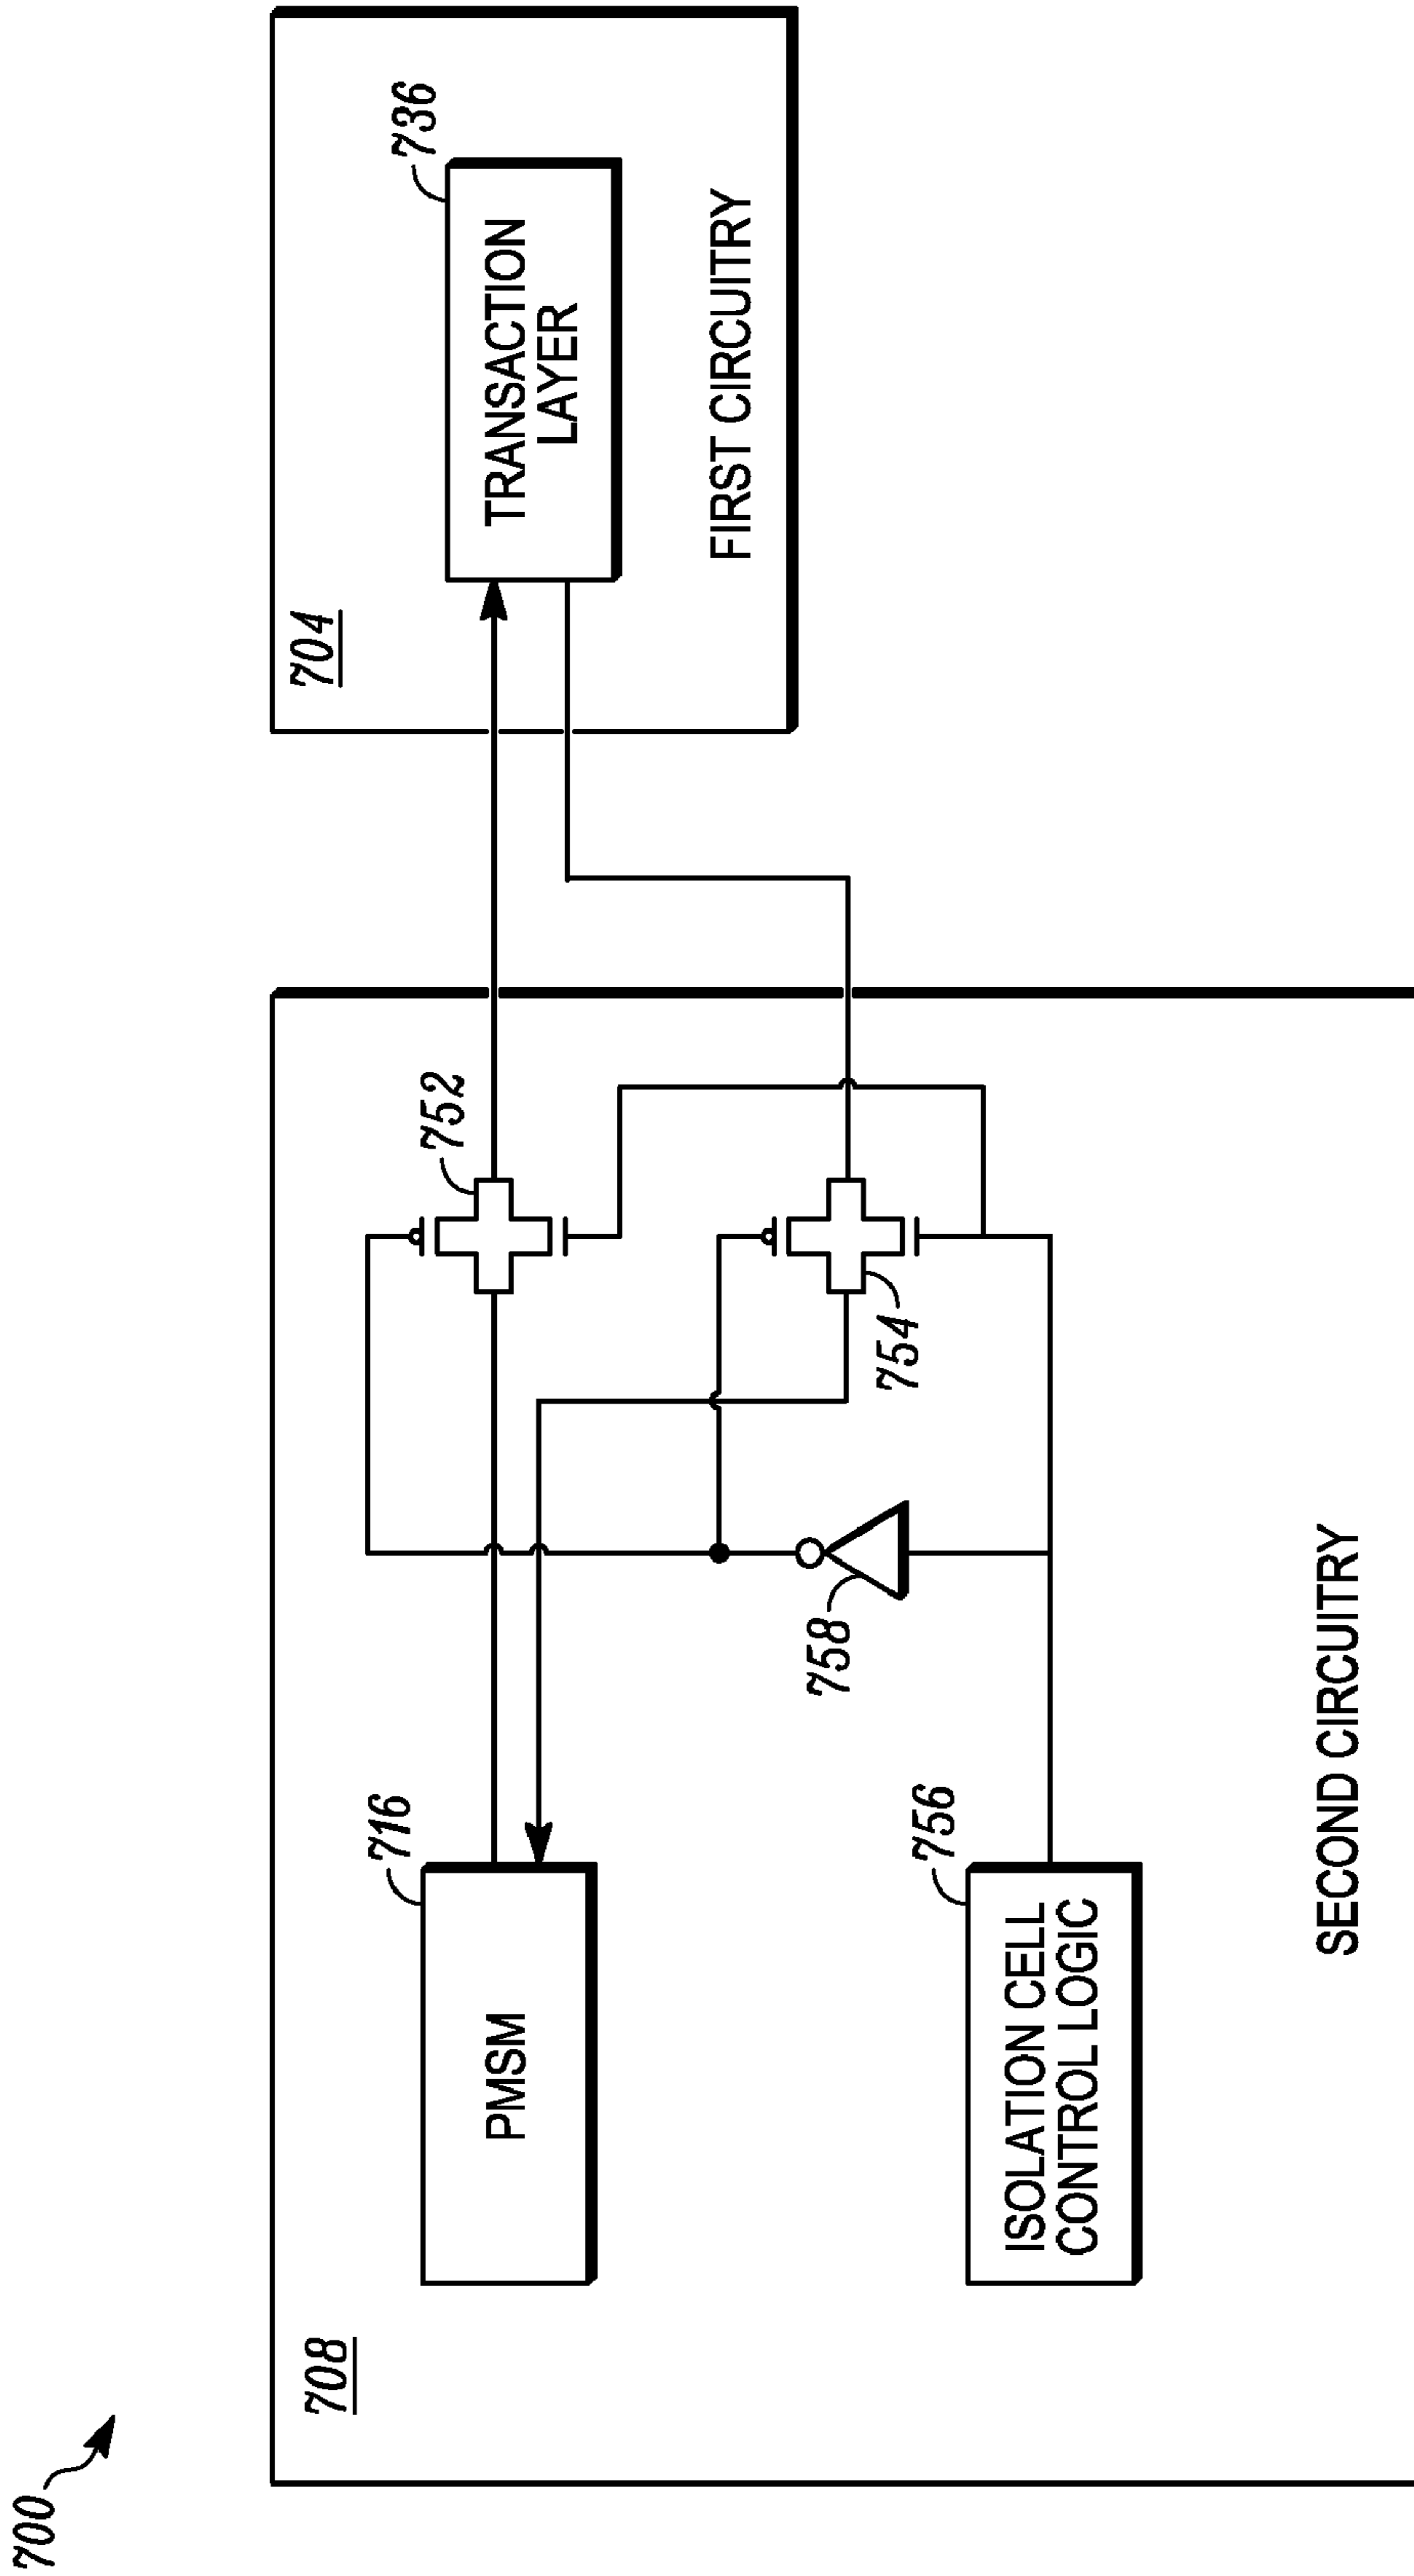 700
708
716
PMSM
756
ISOLATION CELL
CONTROL LOGIC
758
752
754
SECOND CIRCUITRY
704
736
TRANSACTION
LAYER
FIRST CIRCUITRY